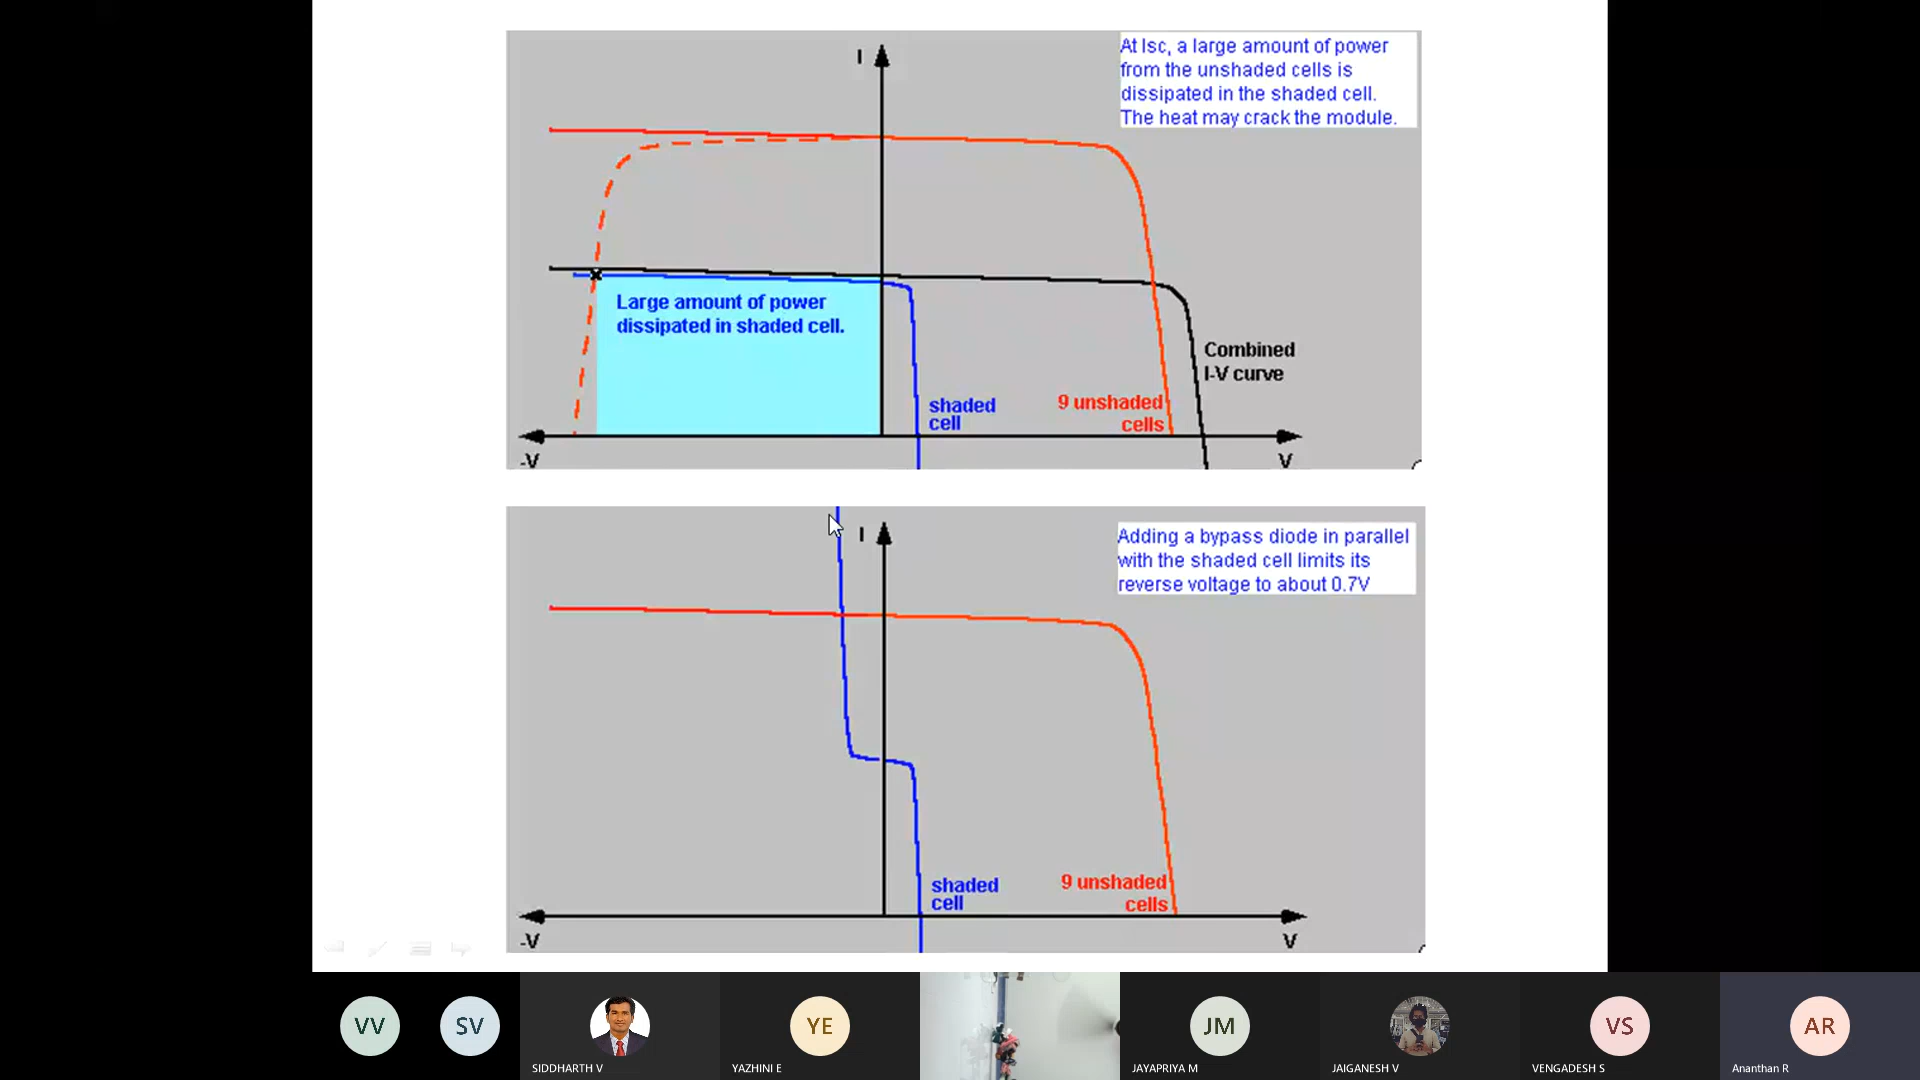 I
At Isc, a large amount of power
from the unshaded cells is
dissipated in the shaded cell.
The heat may crack the module.
Large amount of power
dissipated in shaded cell.
Combined
I-V curve
shaded
cell
9 unshaded
cells
-V
V
I
Adding a bypass diode in parallel
with the shaded cell limits its
reverse voltage to about 0.7V
shaded
cell
9 unshaded
cells
-V
V
VV
SV
SIDDHARTH V
YE
YAZHINI E
JM
JAYAPRIYA M
JAIGANESH V
VS
VENGADESH S
AR
Ananthan R